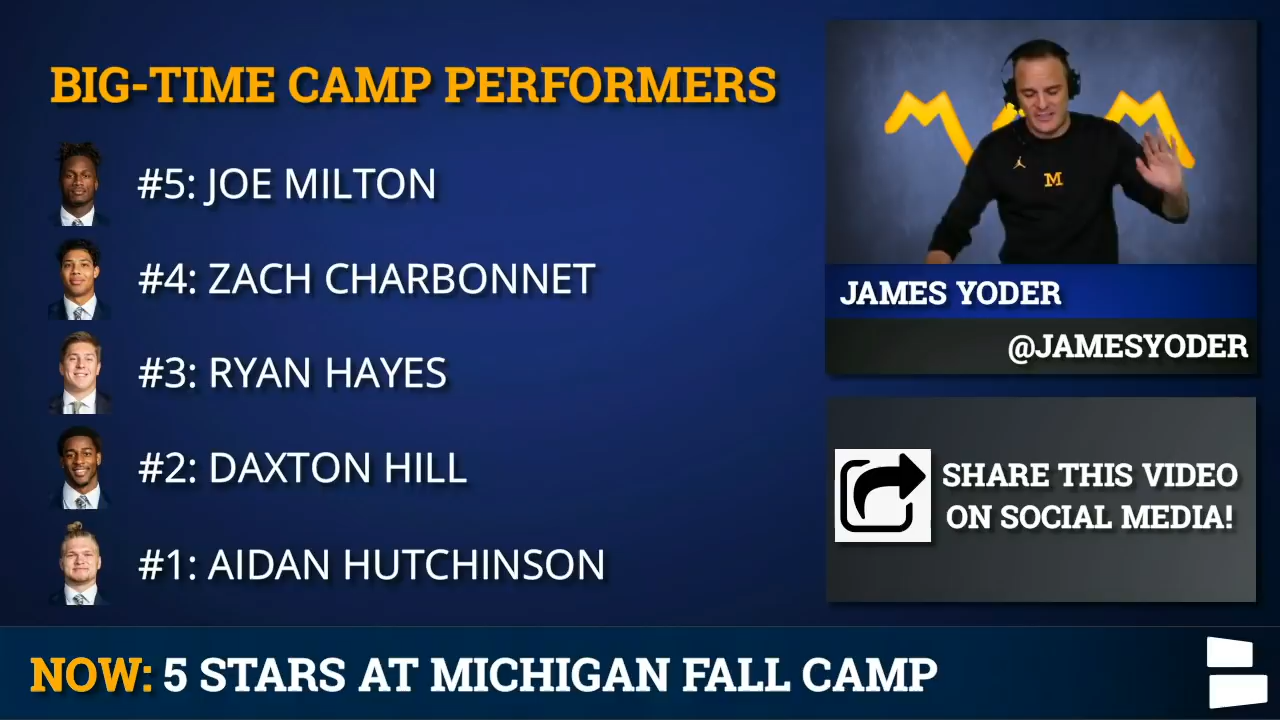 BIG-TIME CAMP PERFORMERS
#5: JOE MILTON
#4: ZACH CHARBONNET
#3: RYAN HAYES
#2: DAXTON HILL
#1: AIDAN HUTCHINSON
M
JAMES YODER
@JAMESYODER
SHARE THIS VIDEO
ON SOCIAL MEDIA!
NOW: 5 STARS AT MICHIGAN FALL CAMP